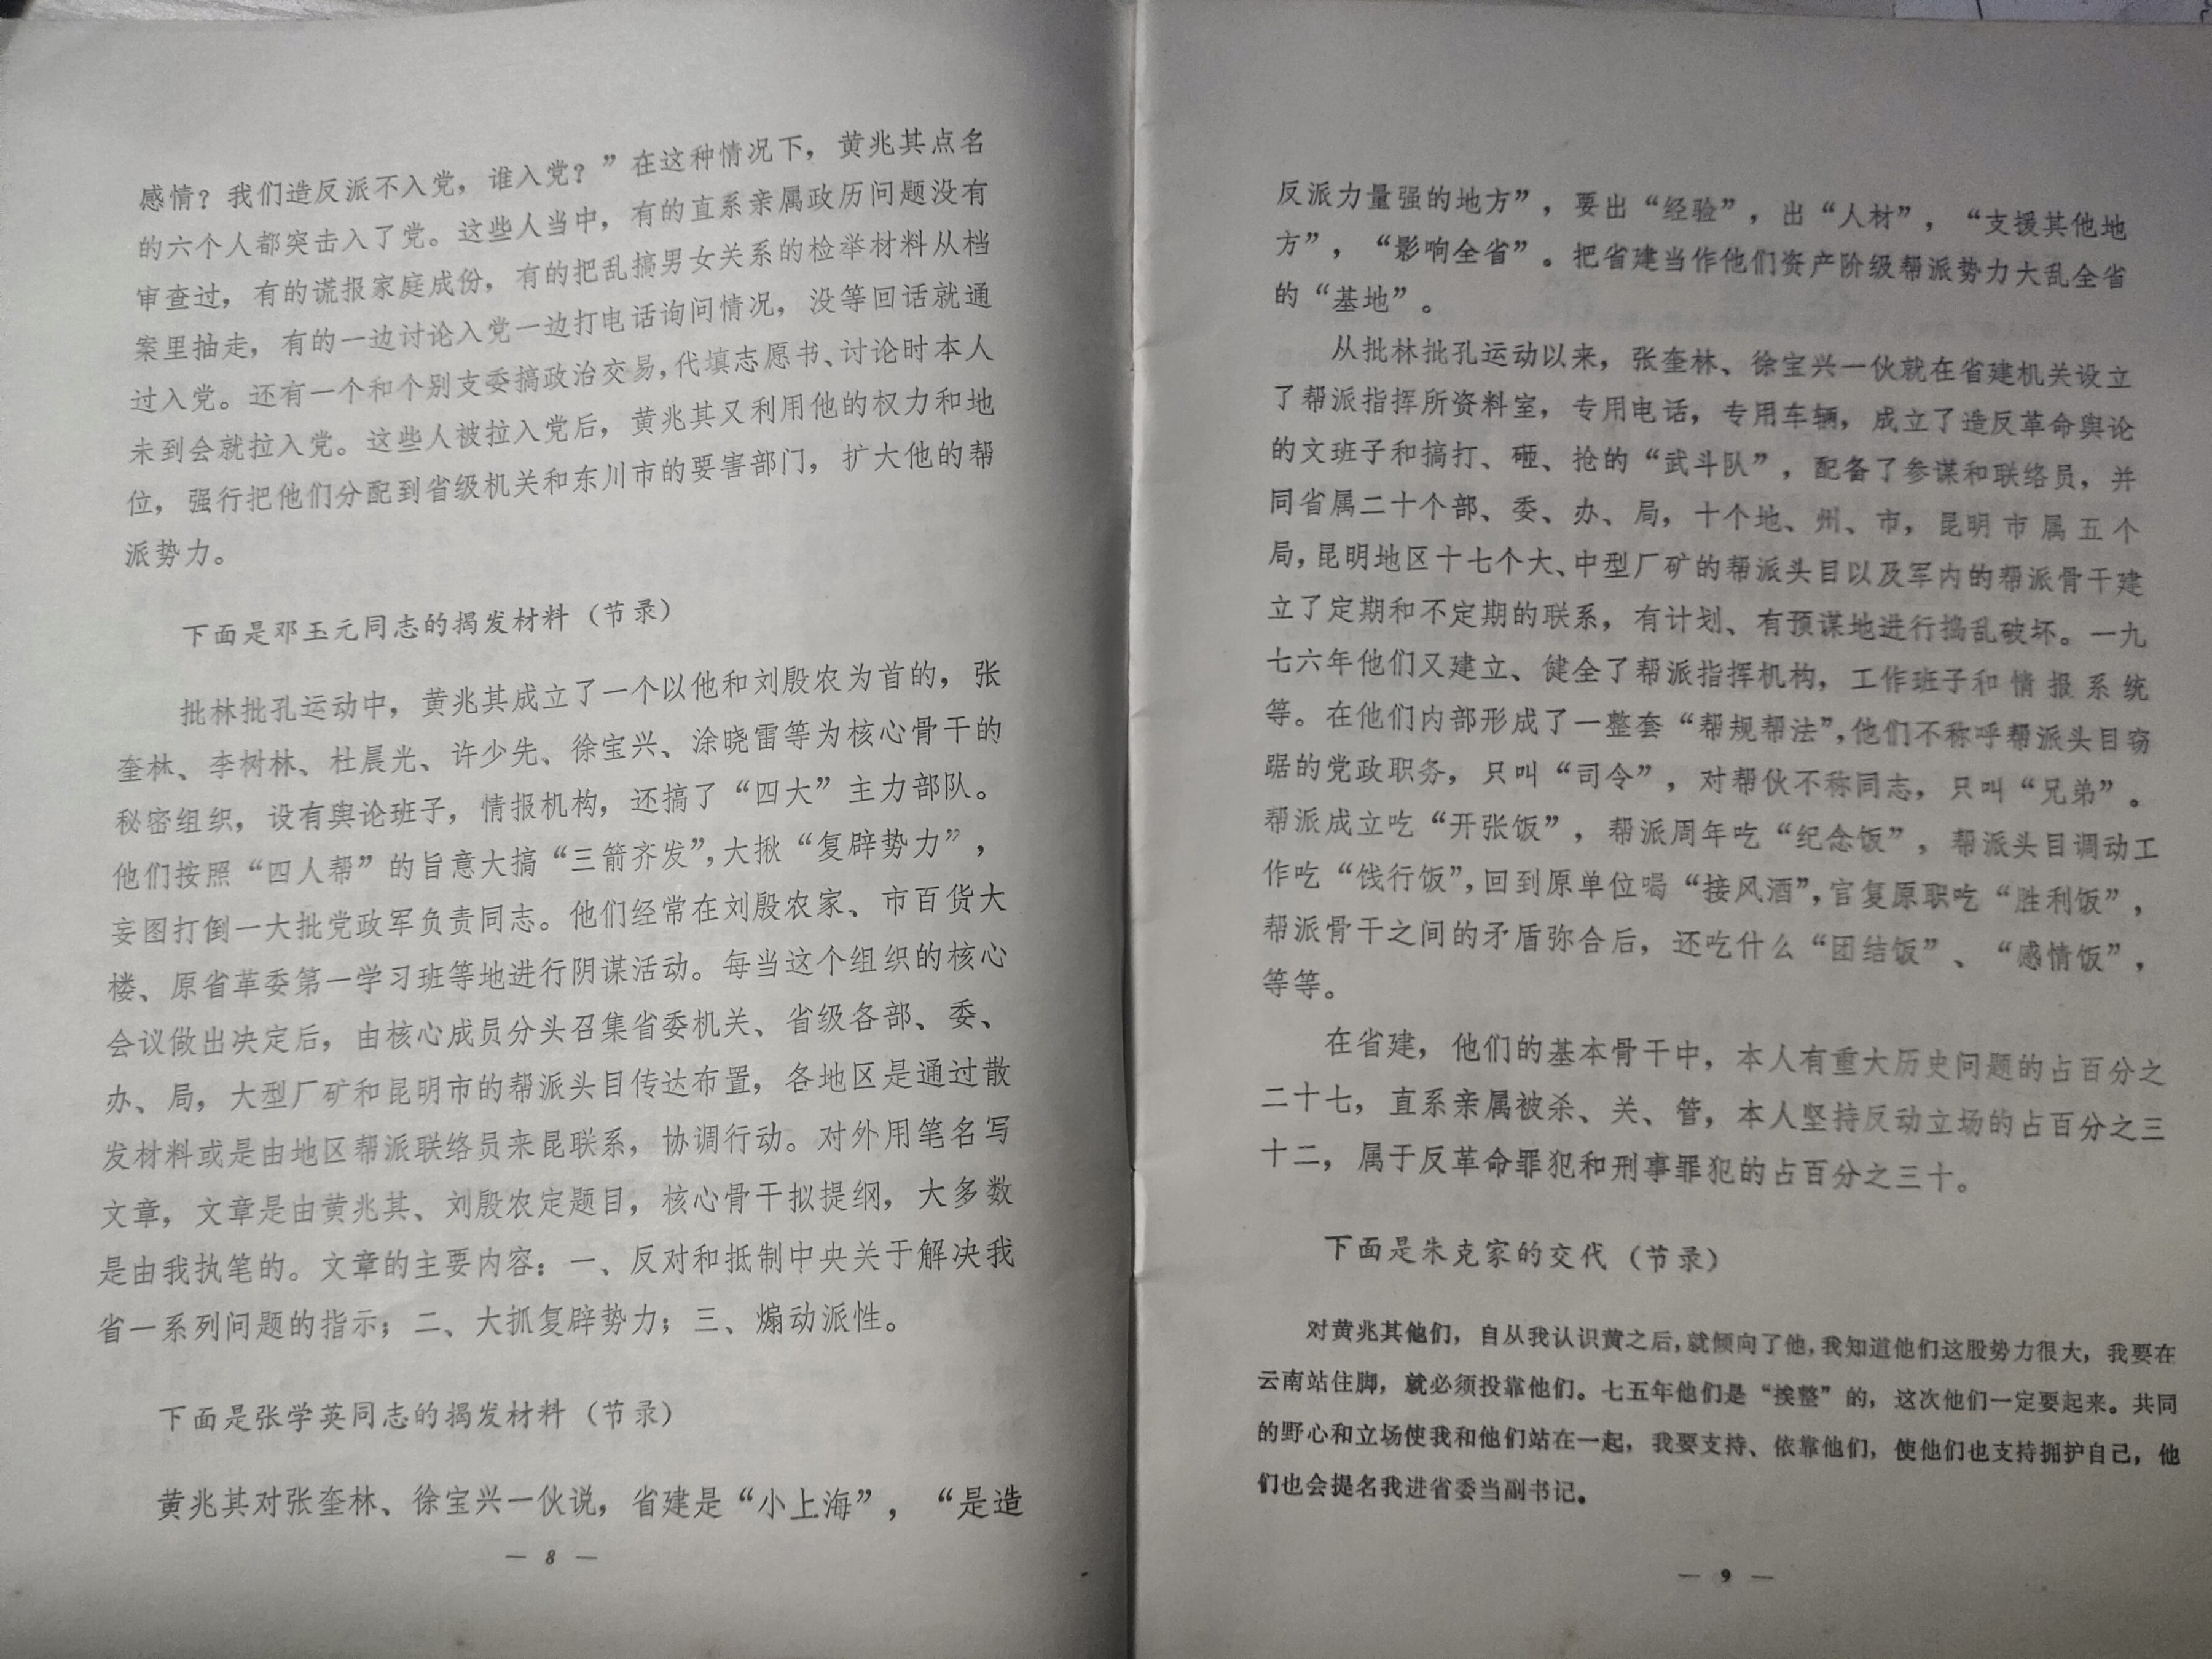 感情？我们造反派不入党，谁入党？”在这种情况下，黄兆其点名
的六个人都突击入了党。这些人当中，有的直系亲属政历问题没有
审查过，有的谎报家庭成份，有的把乱搞男女关系的检举材料从档
案里抽走，有的一边讨论入党一边打电话询问情况，没等回话就通
过入党。还有一个和个别支委搞政治交易，代填志愿书、讨论时本人
未到会就拉入党。这些人被拉入党后，黄兆其又利用他的权力和地
位，强行把他们分配到省级机关和东川市的要害部门，扩大他的帮
派势力。
下面是邓玉元同志的揭发材料（节录）
批林批孔运动中，黄兆其成立了一个以他和刘殷农为首的，张
奎林、李树林、杜晨光、许少先、徐宝兴、涂晓雷等为核心骨干的
秘密组织，设有舆论班子，情报机构，还搞了“四大”主力部队。
他们按照“四人帮”的旨意大搞“三箭齐发”，大揪“复辟势力”，
妄图打倒一大批党政军负责同志。他们经常在刘殷农家、市百货大
楼、原省革委第一学习班等地进行阴谋活动。每当这个组织的核心
会议做出决定后，由核心成员分头召集省委机关、省级各部、委、
办、局，大型厂矿和昆明市的帮派头目传达布置，各地区是通过散
发材料或是由地区帮派联络员来昆联系，协调行动。对外用笔名写
文章，文章是由黄兆其、刘殷农定题目，核心骨干拟提纲，大多数
是由我执笔的。文章的主要内容：一、反对和抵制中央关于解决我
省一系列问题的指示；二、大抓复辟势力；三、煽动派性。
下面是张学英同志的揭发材料（节录）
黄兆其对张奎林、徐宝兴一伙说，省建是“小上海”，“是造
— 8 —
反派力量强的地方”，要出“经验”，出“人材”，“支援其他地
方”，“影响全省”。把省建当作他们资产阶级帮派势力大乱全省
的“基地”。
从批林批孔运动以来，张奎林、徐宝兴一伙就在省建机关设立
了帮派指挥所资料室，专用电话，专用车辆，成立了造反革命舆论
的文班子和搞打、砸、抢的“武斗队”，配备了参谋和联络员，并
同省属二十个部、委、办、局，十个地、州、市，昆明市属五个
局，昆明地区十七个大、中型厂矿的帮派头目以及军内的帮派骨干建
立了定期和不定期的联系，有计划、有预谋地进行捣乱破坏。一九
七六年他们又建立、健全了帮派指挥机构，工作班子和情报系统
等。在他们内部形成了一整套“帮规帮法”，他们不称呼帮派头目窃
踞的党政职务，只叫“司令”，对帮伙不称同志，只叫“兄弟”。
帮派成立吃“开张饭”，帮派周年吃“纪念饭”，帮派头目调动工
作吃“饯行饭”，回到原单位喝“接风酒”，官复原职吃“胜利饭”，
帮派骨干之间的矛盾弥合后，还吃什么“团结饭”、“感情饭”，
等等。
在省建，他们的基本骨干中，本人有重大历史问题的占百分之
二十七，直系亲属被杀、关、管，本人坚持反动立场的占百分之三
十二，属于反革命罪犯和刑事罪犯的占百分之三十。
下面是朱克家的交代（节录）
对黄兆其他们，自从我认识黄之后，就倾向了他，我知道他们这股势力很大，我要在
云南站住脚，就必须投靠他们。七五年他们是“挨整”的，这次他们一定要起来。共同
的野心和立场使我和他们站在一起，我要支持、依靠他们，使他们也支持拥护自己，他
们也会提名我进省委当副书记。
— 9 —